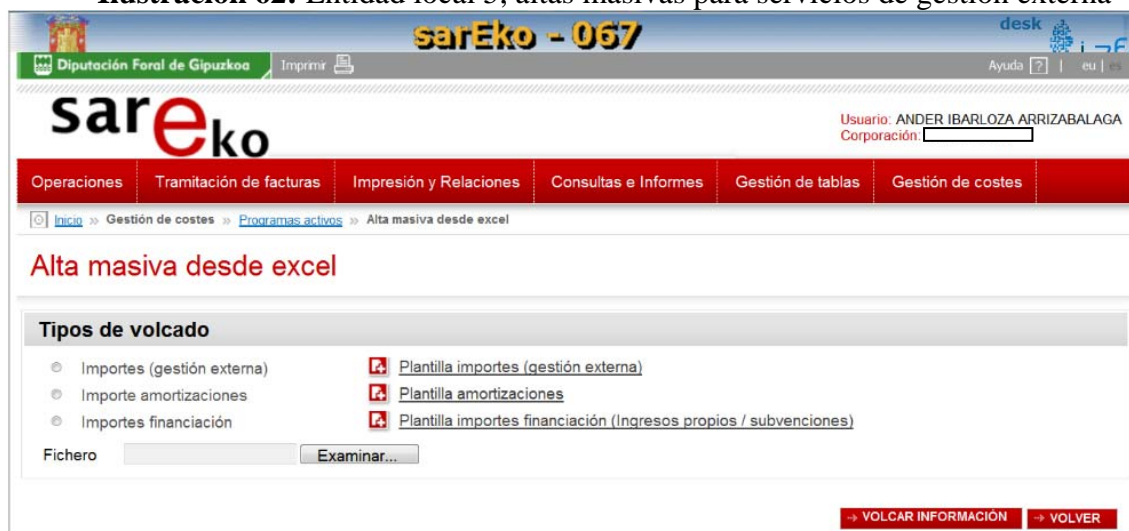 Ilustración 62: Entidad local 3, altas masivas para servicios de gestión externa
sarEko - 067
desk
Diputación Foral de Gipuzkoa Imprimir Ayuda ? | eu | es
sareko
Usuario: ANDER IBARLOZA ARRIZABALAGA
Corporación:
Operaciones Tramitación de facturas Impresión y Relaciones Consultas e Informes Gestión de tablas Gestión de costes
Inicio » Gestión de costes » Programas activos » Alta masiva desde excel
Alta masiva desde excel
Tipos de volcado
Importes (gestión externa) Plantilla importes (gestión externa)
Importe amortizaciones Plantilla amortizaciones
Importes financiación Plantilla importes financiación (Ingresos propios / subvenciones)
Fichero Examinar...
VOLCAR INFORMACIÓN VOLVER